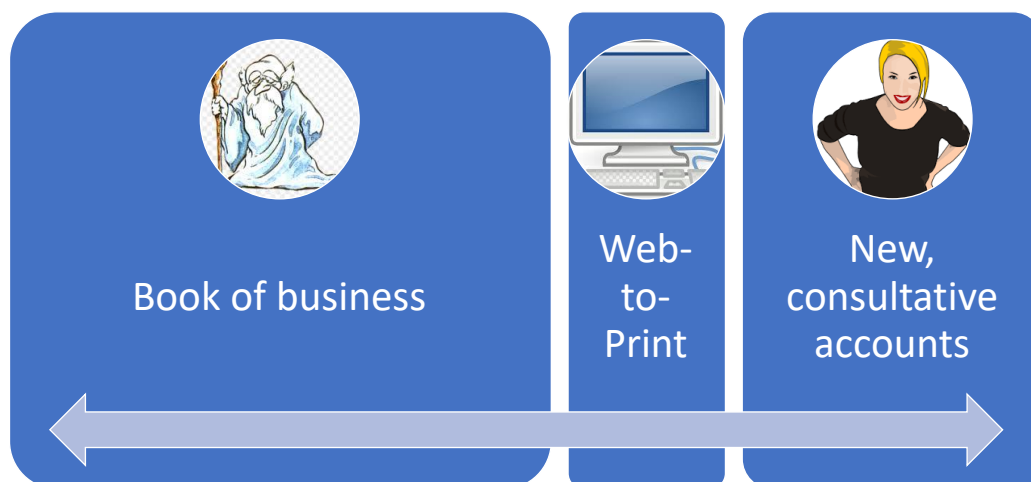 Book of business
Web-
to-
Print
New,
consultative
accounts